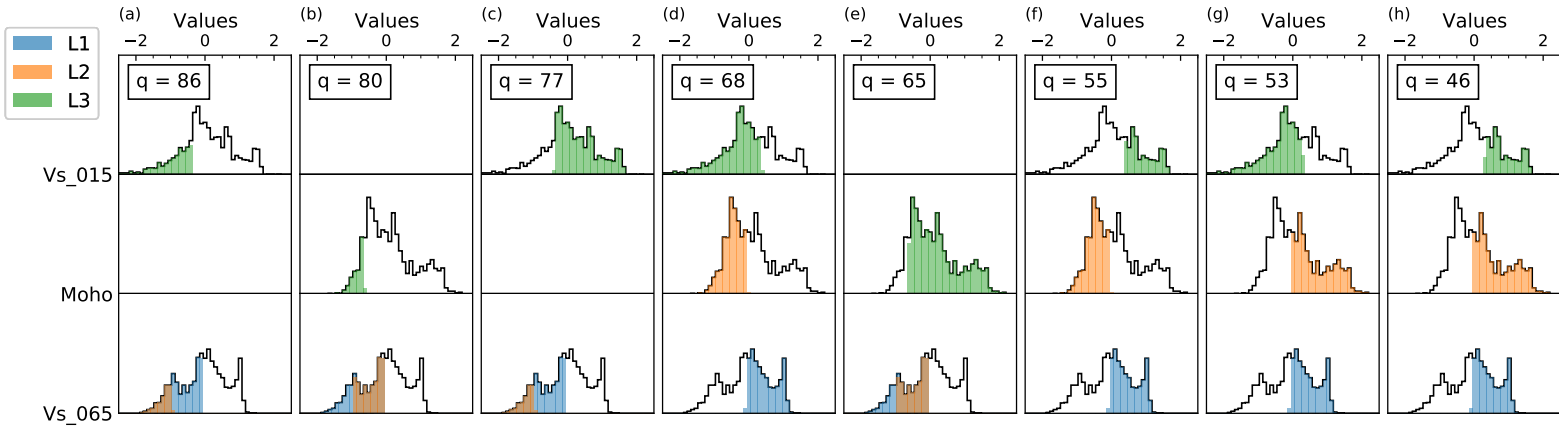 (a) (b) (c) (d) (e) (f) (g) (h)
Values Values Values Values Values Values Values Values
−2 0 2 −2 0 2 −2 0 2 −2 0 2 −2 0 2 −2 0 2 −2 0 2 −2 0 2
L1
L2
L3
q = 86 q = 80 q = 77 q = 68 q = 65 q = 55 q = 53 q = 46
Vs_015
Moho
Vs_065